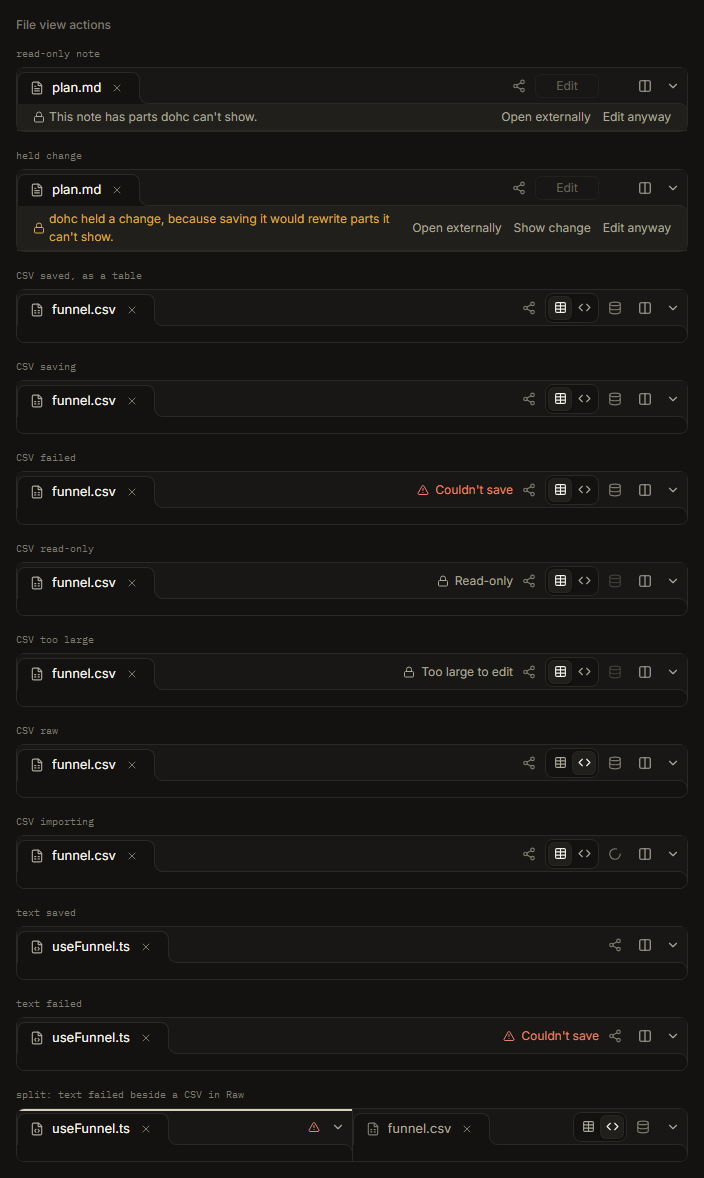 File view actions
read-only note
plan.md
Edit
This note has parts dohc can't show.
Open externally
Edit anyway
held change
plan.md
Edit
dohc held a change, because saving it would rewrite parts it
can't show.
Open externally
Show change
Edit anyway
CSV saved, as a table
funnel.csv
CSV saving
funnel.csv
CSV failed
funnel.csv
Couldn't save
CSV read-only
funnel.csv
Read-only
CSV too large
funnel.csv
Too large to edit
CSV raw
funnel.csv
CSV importing
funnel.csv
text saved
useFunnel.ts
text failed
useFunnel.ts
Couldn't save
split: text failed beside a CSV in Raw
useFunnel.ts
funnel.csv